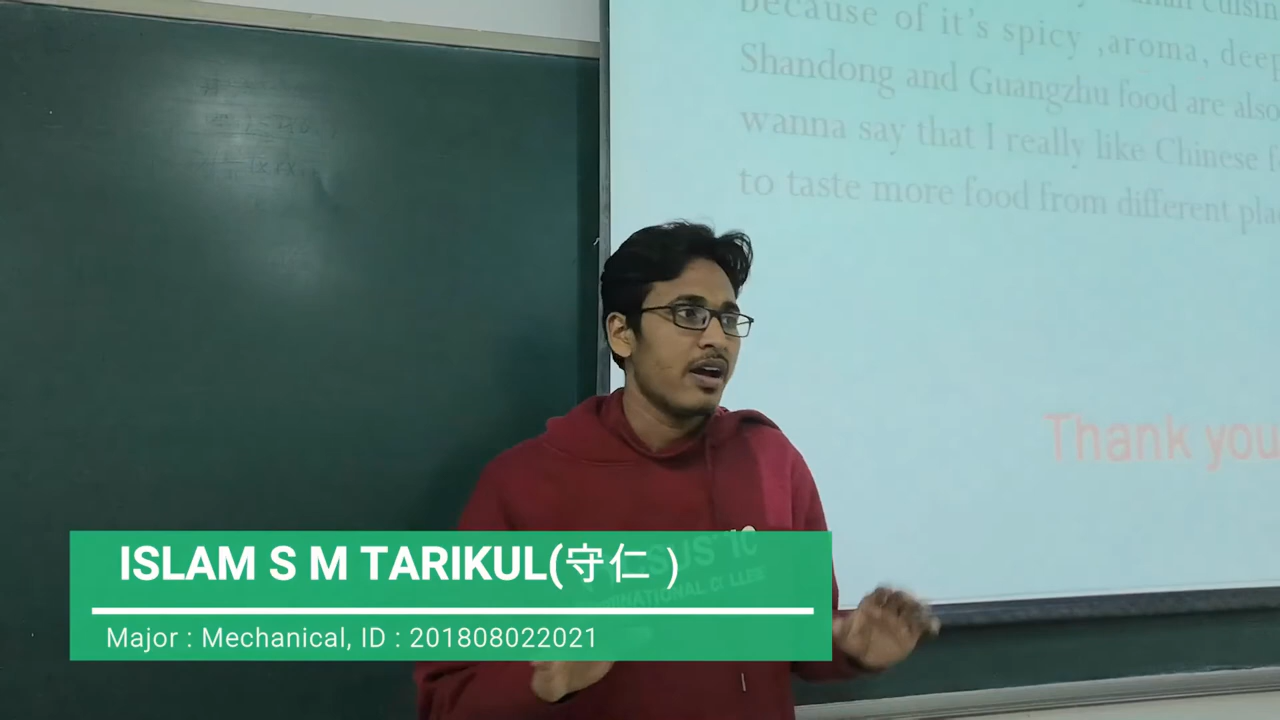 cuisin
because of it's spicy ,aroma, deep
Shandong and Guangzhu food are also
wanna say that I really like Chinese f
to taste more food from different pla
Thank you
ISLAM S M TARIKUL(守仁 )
Major : Mechanical, ID : 201808022021